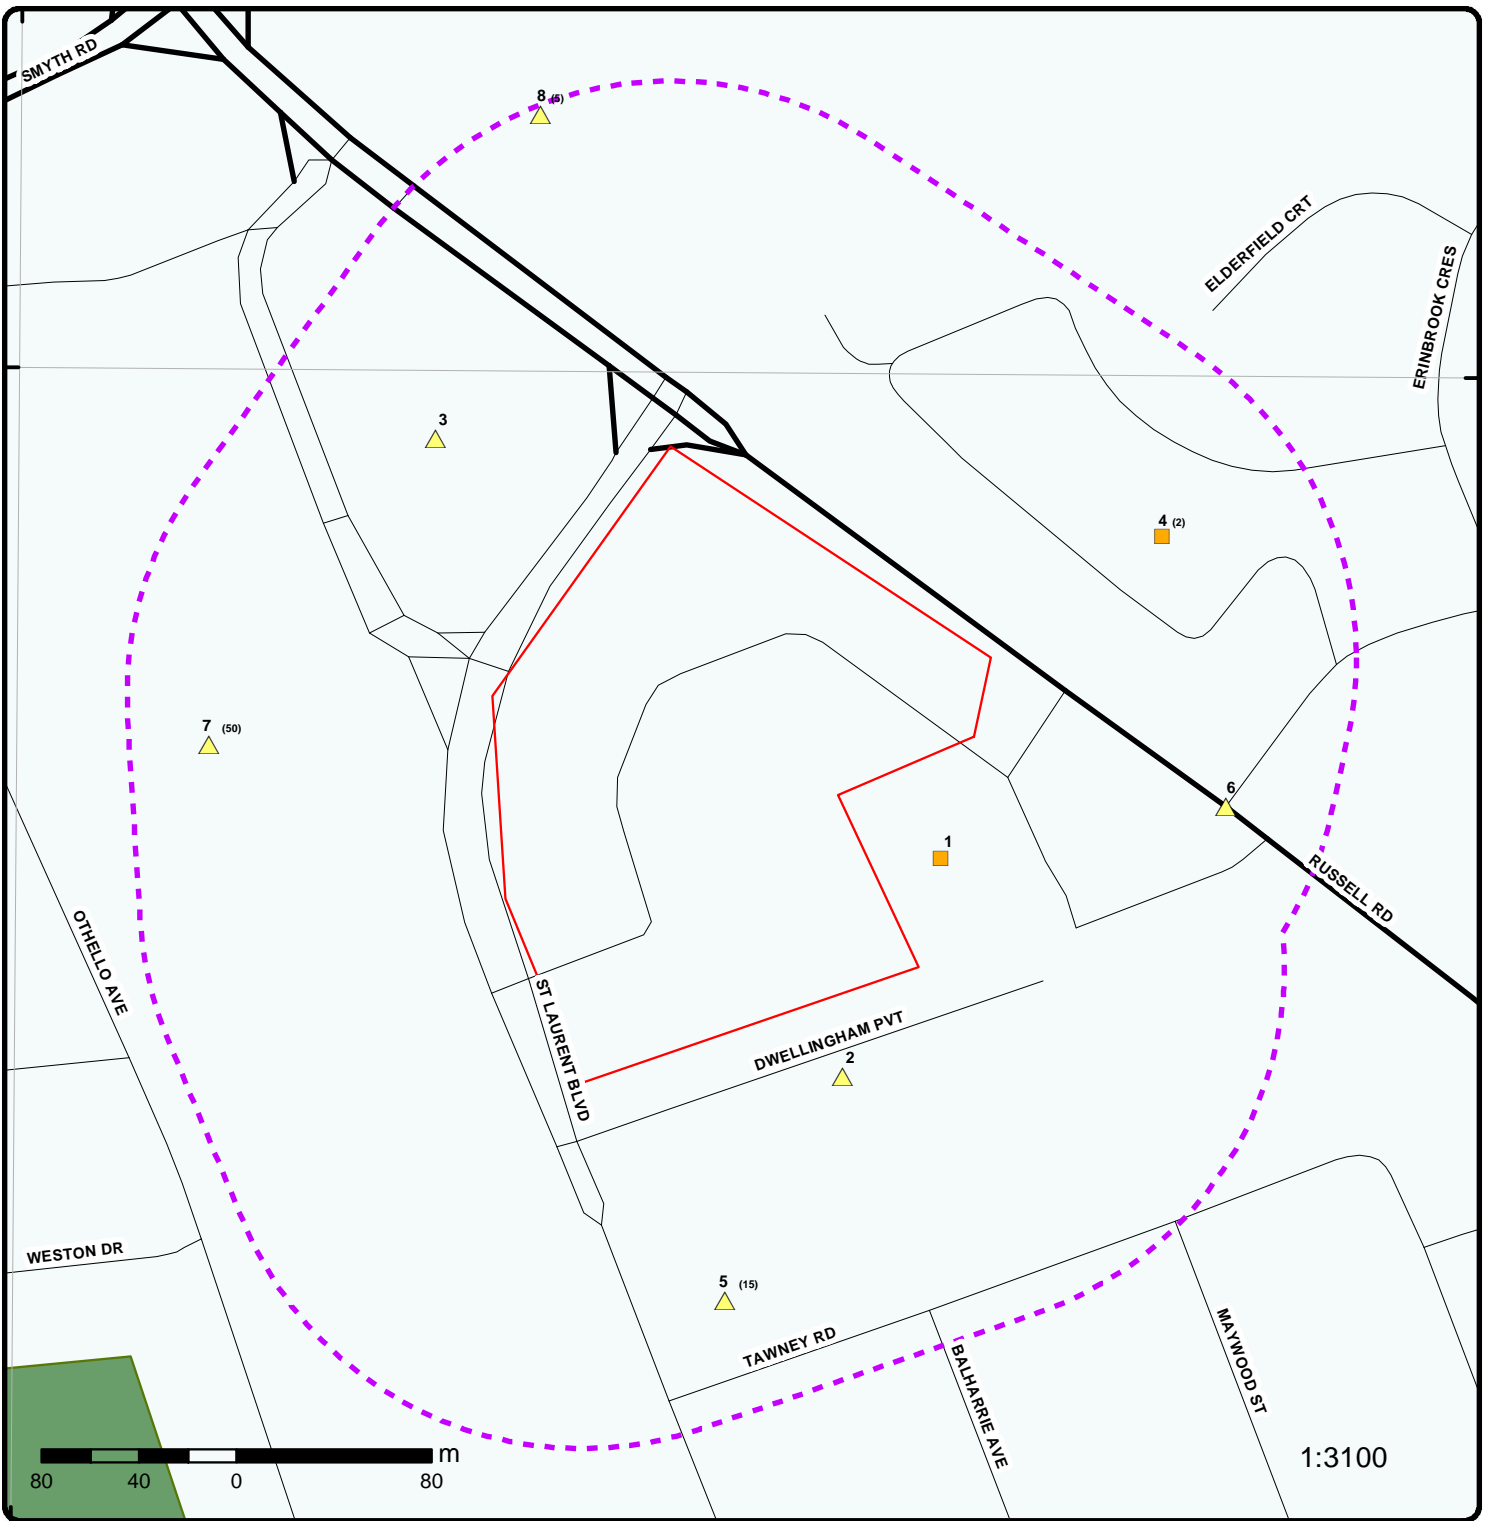 SMYTH RD
8 (5)
ELDERFIELD CRT
ERINBROOK CRES
3
4 (2)
7 (50)
6
1
RUSSELL RD
OTHELLO AVE
ST LAURENT BLVD
DWELLINGHAM PVT
2
WESTON DR
5 (15)
TAWNEY RD
BALHARRIE AVE
MAYWOOD ST
m
80 40 0 80
1:3100